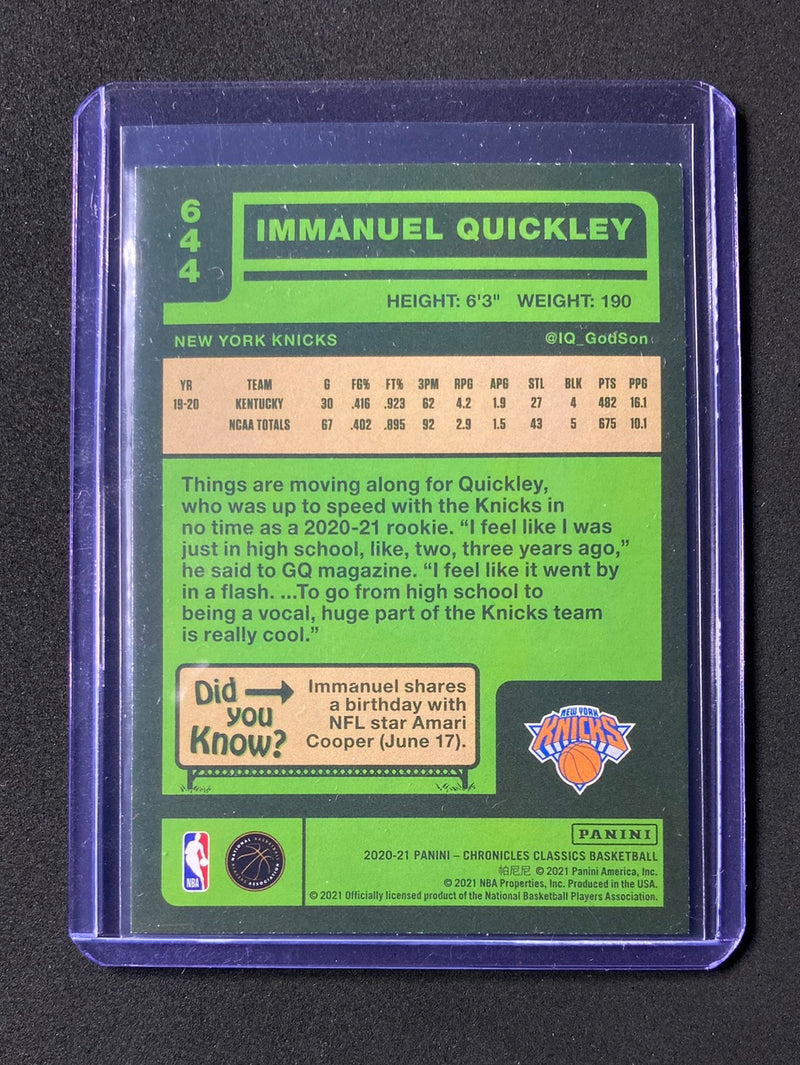 644
IMMANUEL QUICKLEY
HEIGHT: 6'3" WEIGHT: 190
NEW YORK KNICKS @IQ_GodSon
YR TEAM G FG% FT% 3PM RPG APG STL BLK PTS PPG
19-20 KENTUCKY 30 .416 .923 62 4.2 1.9 27 4 482 16.1
NCAA TOTALS 67 .402 .895 92 2.9 1.5 43 5 675 10.1
Things are moving along for Quickley,
who was up to speed with the Knicks in
no time as a 2020-21 rookie. “I feel like I was
just in high school, like, two, three years ago,”
he said to GQ magazine. “I feel like it went by
in a flash. ...To go from high school to
being a vocal, huge part of the Knicks team
is really cool.”
Did
you
Know?
Immanuel shares
a birthday with
NFL star Amari
Cooper (June 17).
NEW YORK
KNICKS
NBA
NATIONAL BASKETBALL
PLAYERS ASSOCIATION
PANINI
2020-21 PANINI – CHRONICLES CLASSICS BASKETBALL
帕尼尼 © 2021 Panini America, Inc.
© 2021 NBA Properties, Inc. Produced in the USA.
© 2021 Officially licensed product of the National Basketball Players Association.